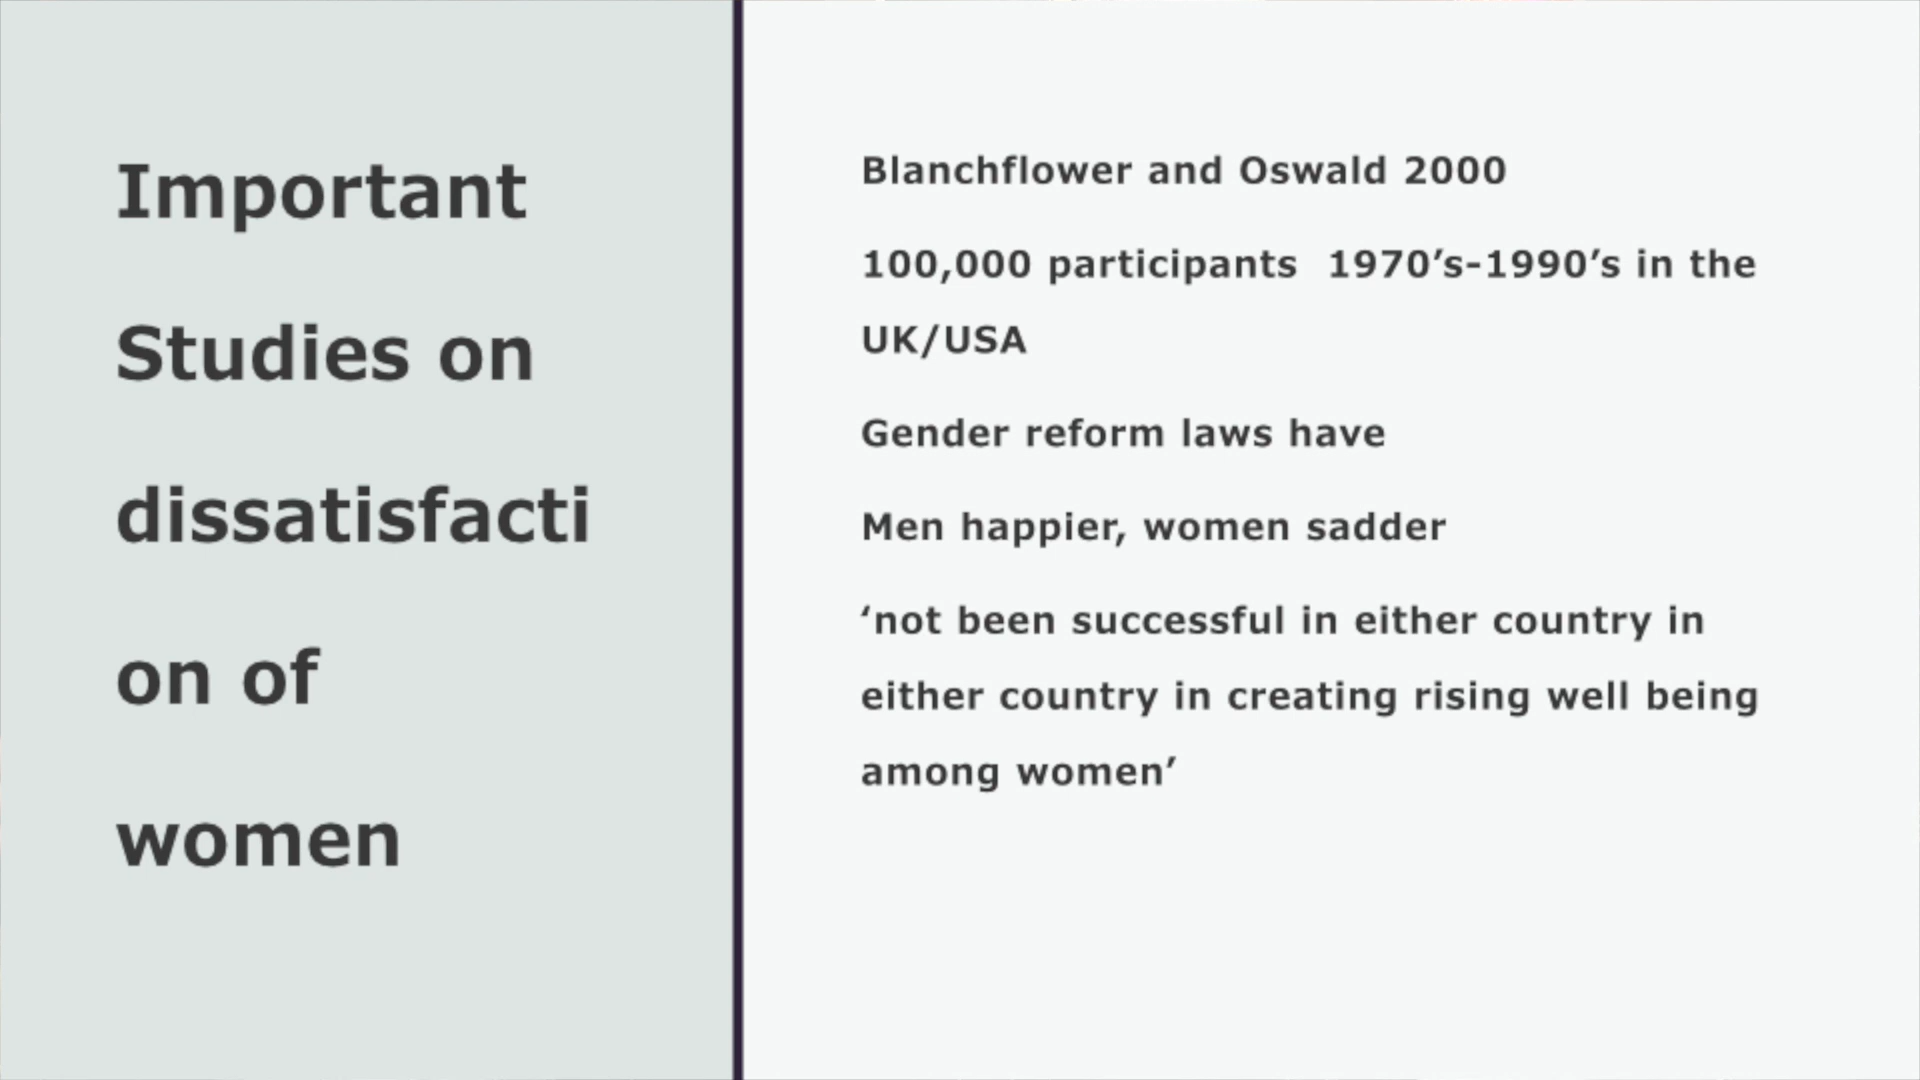 Important
Studies on
dissatisfacti
on of
women
Blanchflower and Oswald 2000
100,000 participants  1970’s-1990’s in the
UK/USA
Gender reform laws have
Men happier, women sadder
‘not been successful in either country in
either country in creating rising well being
among women’